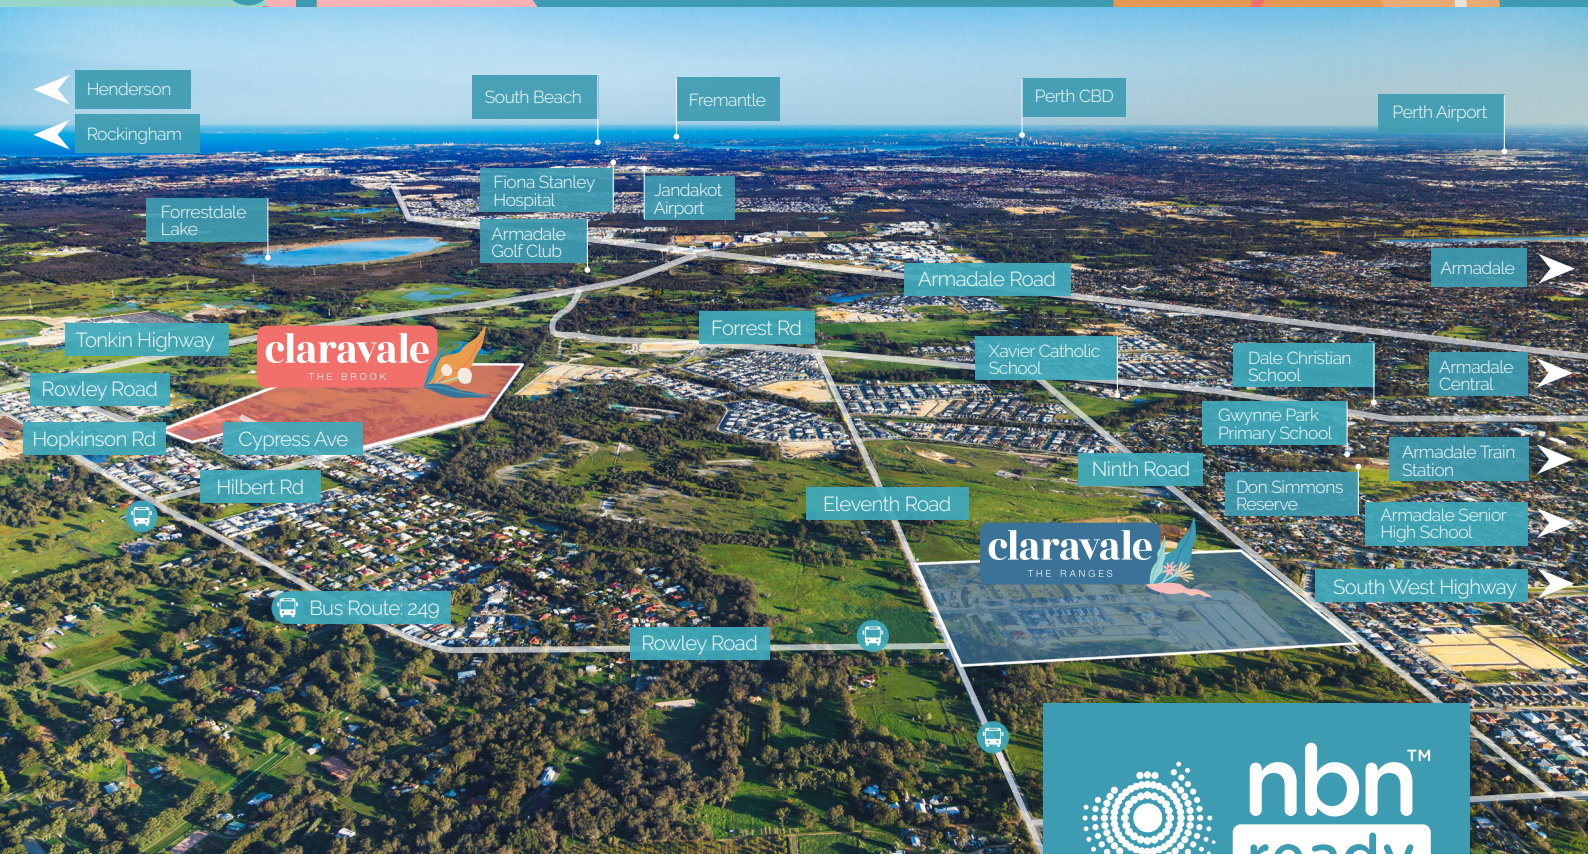 Henderson
Rockingham
South Beach
Fremantle
Perth CBD
Perth Airport
Fiona Stanley
Hospital
Jandakot
Airport
Forrestdale
Lake
Armadale
Golf Club
Armadale Road
Armadale
Tonkin Highway
Forrest Rd
claravale
THE BROOK
Xavier Catholic
School
Dale Christian
School
Armadale
Central
Rowley Road
Gwynne Park
Primary School
Hopkinson Rd
Cypress Ave
Armadale Train
Station
Ninth Road
Hilbert Rd
Don Simmons
Reserve
Eleventh Road
Armadale Senior
High School
claravale
THE RANGES
South West Highway
Bus Route: 249
Rowley Road
nbn™
ready